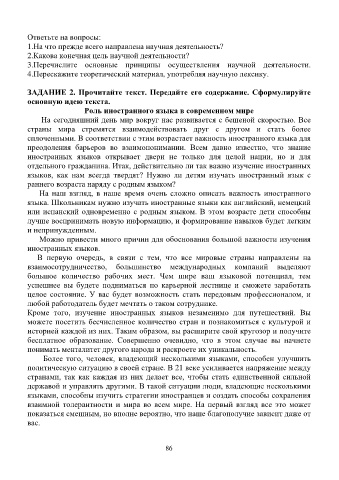 Ответьте на вопросы:
1.На что прежде всего направлена научная деятельность?
2.Какова конечная цель научной деятельности?
3.Перечислите основные принципы осуществления научной деятельности.
4.Перескажите теоретический материал, употребляя научную лексику.
ЗАДАНИЕ 2. Прочитайте текст. Передайте его содержание. Сформулируйте
основную идею текста.
Роль иностранного языка в современном мире
На сегодняшний день мир вокруг нас развивается с бешеной скоростью. Все
страны мира стремятся взаимодействовать друг с другом и стать более
сплоченными. В соответствии с этим возрастает важность иностранного языка для
преодоления барьеров во взаимопонимании. Всем давно известно, что знание
иностранных языков открывает двери не только для целой нации, но и для
отдельного гражданина. Итак, действительно ли так важно изучение иностранных
языков, как нам всегда твердят? Нужно ли детям изучать иностранный язык с
раннего возраста наряду с родным языком?
На наш взгляд, в наше время очень сложно описать важность иностранного
языка. Школьникам нужно изучать иностранные языки как английский, немецкий
или испанский одновременно с родным языком. В этом возрасте дети способны
лучше воспринимать новую информацию, и формирование навыков будет легким
и непринужденным.
Можно привести много причин для обоснования большой важности изучения
иностранных языков.
В первую очередь, в связи с тем, что все мировые страны направлены на
взаимосотрудничество, большинство международных компаний выделяют
большое количество рабочих мест. Чем шире ваш языковой потенциал, тем
успешнее вы будете подниматься по карьерной лестнице и сможете заработать
целое состояние. У вас будет возможность стать передовым профессионалом, и
любой работодатель будет мечтать о таком сотруднике.
Кроме того, изучение иностранных языков незаменимо для путешествий. Вы
можете посетить бесчисленное количество стран и познакомиться с культурой и
историей каждой из них. Таким образом, вы расширите свой кругозор и получите
бесплатное образование. Совершенно очевидно, что в этом случае вы начнете
понимать менталитет другого народа и раскроете их уникальность.
Более того, человек, владеющий несколькими языками, способен улучшить
политическую ситуацию в своей стране. В 21 веке усиливается напряжение между
странами, так как каждая из них делает все, чтобы стать единственной сильной
державой и управлять другими. В такой ситуации люди, владеющие несколькими
языками, способны изучить стратегии иностранцев и создать способы сохранения
взаимной толерантности и мира во всем мире. На первый взгляд все это может
показаться смешным, но вполне вероятно, что наше благополучие зависит даже от
вас.
86